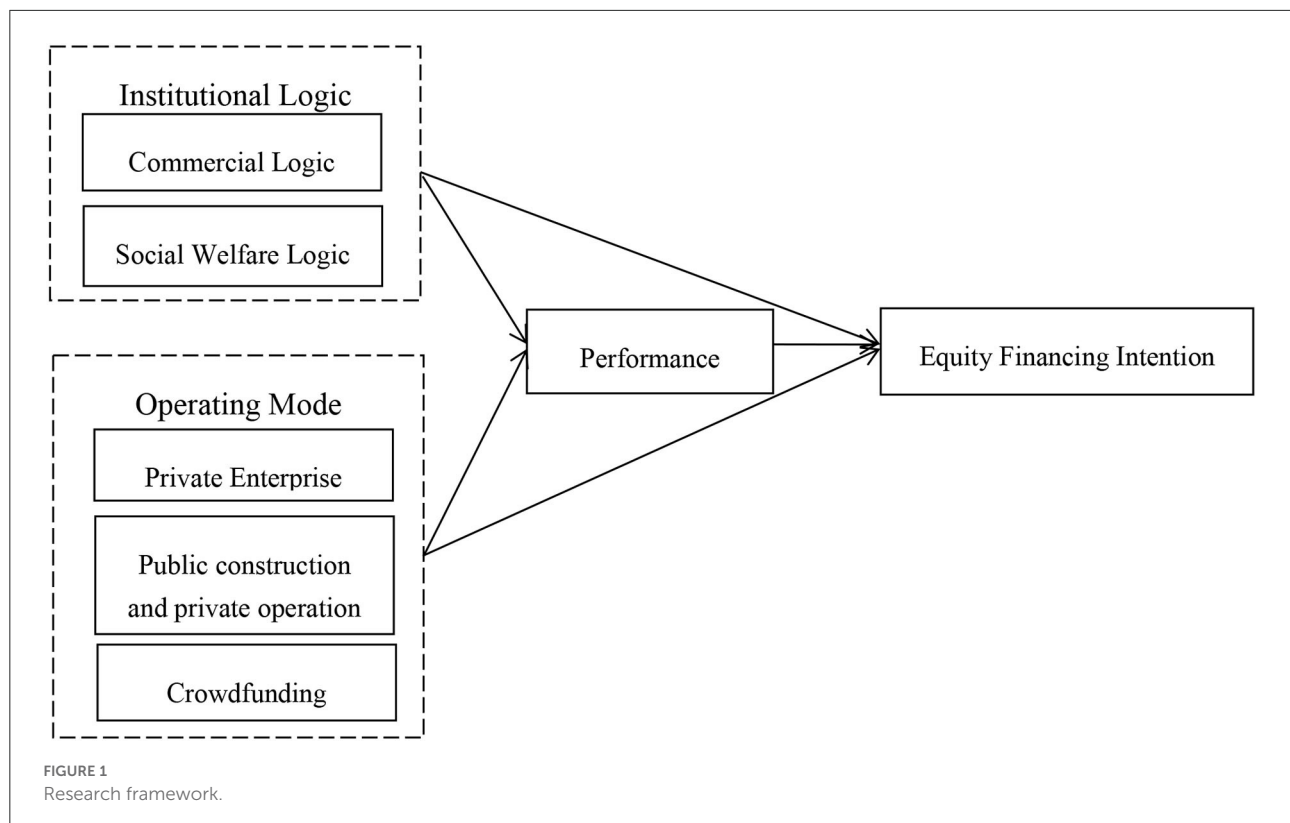 Institutional Logic
Commercial Logic
Social Welfare Logic
Operating Mode
Private Enterprise
Public construction
and private operation
Crowdfunding
Performance
Equity Financing Intention
FIGURE 1
Research framework.